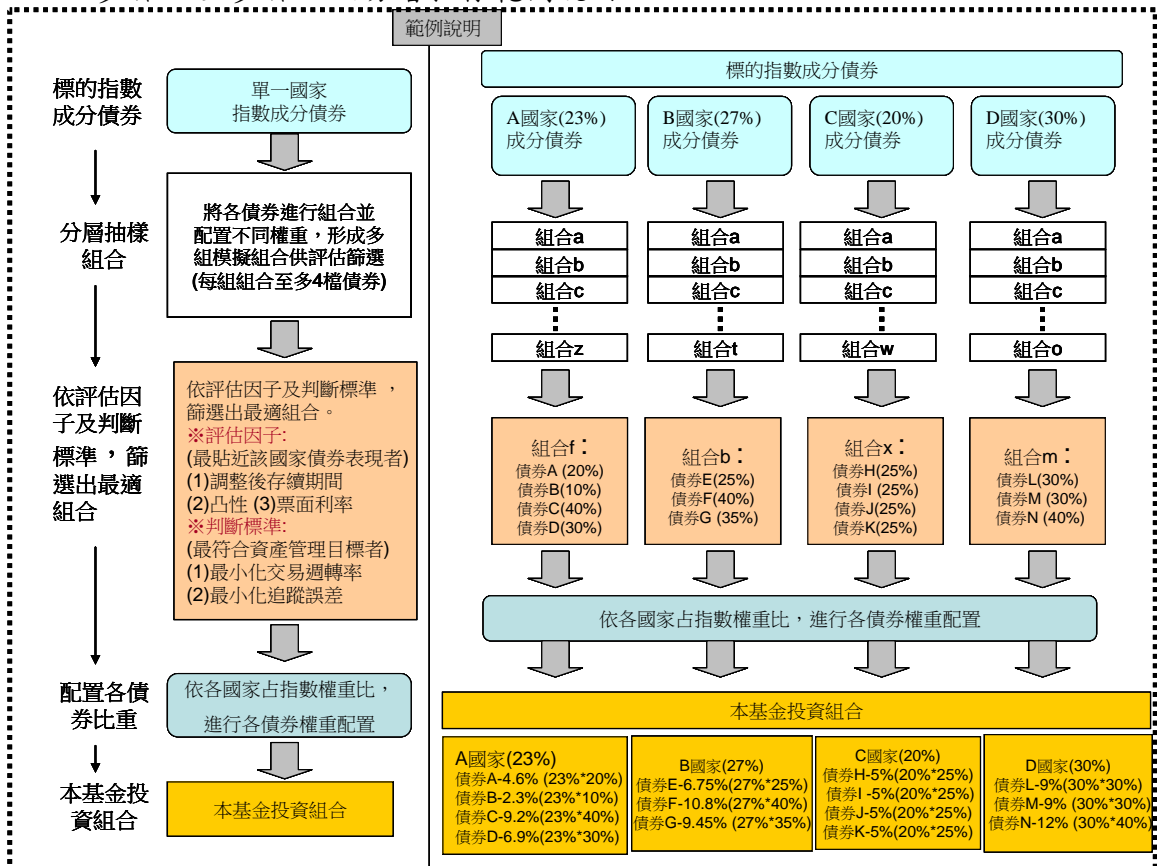 範例說明
標的指數
成分債券
分層抽樣
組合
依評估因
子及判斷
標準，篩
選出最適
組合
配置各債
券比重
本基金投
資組合
單一國家
指數成分債券
將各債券進行組合並
配置不同權重，形成多
組模擬組合供評估篩選
(每組組合至多4檔債券)
依評估因子及判斷標準，
篩選出最適組合。
※評估因子:
(最貼近該國家債券表現者)
(1)調整後存續期間
(2)凸性 (3)票面利率
※判斷標準:
(最符合資產管理目標者)
(1)最小化交易週轉率
(2)最小化追蹤誤差
依各國家占指數權重比，
進行各債券權重配置
本基金投資組合
標的指數成分債券
A國家(23%)
成分債券
B國家(27%)
成分債券
C國家(20%)
成分債券
D國家(30%)
成分債券
組合a
組合b
組合c
組合z
組合a
組合b
組合c
組合t
組合a
組合b
組合c
組合w
組合a
組合b
組合c
組合o
組合f：
債券A (20%)
債券B(10%)
債券C(40%)
債券D(30%)
組合b：
債券E(25%)
債券F(40%)
債券G (35%)
組合x：
債券H(25%)
債券I (25%)
債券J(25%)
債券K(25%)
組合m：
債券L(30%)
債券M (30%)
債券N (40%)
依各國家占指數權重比，進行各債券權重配置
本基金投資組合
A國家(23%)
債券A-4.6% (23%*20%)
債券B-2.3%(23%*10%)
債券C-9.2%(23%*40%)
債券D-6.9%(23%*30%)
B國家(27%)
債券E-6.75%(27%*25%)
債券F-10.8%(27%*40%)
債券G-9.45% (27%*35%)
C國家(20%)
債券H-5%(20%*25%)
債券I -5%(20%*25%)
債券J-5%(20%*25%)
債券K-5%(20%*25%)
D國家(30%)
債券L-9%(30%*30%)
債券M-9% (30%*30%)
債券N-12% (30%*40%)